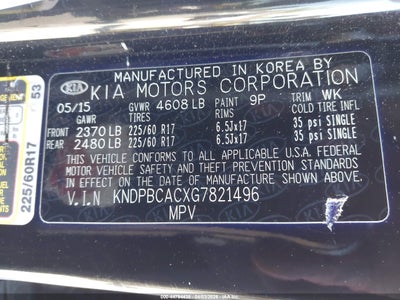 MANUFACTURED IN KOREA BY
KIA KIA MOTORS CORPORATION
05/15 GVWR 4608 LB PAINT 9P TRIM WK
GAWR TIRES RIMS COLD TIRE INFL
FRONT 2370 LB 225/60 R17 6.5Jx17 35 psi SINGLE
REAR 2480 LB 225/60 R17 6.5Jx17 35 psi SINGLE
THIS VEHICLE CONFORMS TO ALL APPLICABLE U.S.A. FEDERAL
MOTOR VEHICLE SAFETY AND THEFT PREVENTION STANDARDS
IN EFFECT ON THE DATE OF MANUFACTURE SHOWN ABOVE.
V.I.N KNDPBCACXG7821496
MPV
53
225/60R17